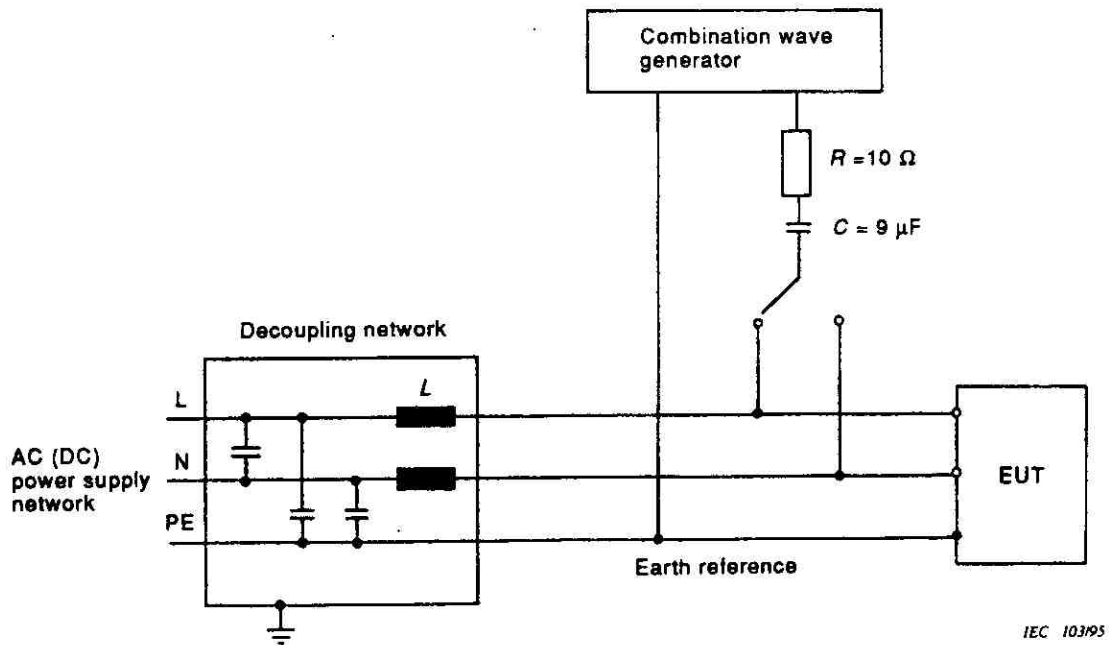 Combination wave
generator
R =10 Ω
C = 9 µF
Decoupling network
L
L
N
AC (DC)
power supply
network
PE
EUT
Earth reference
IEC 103/95